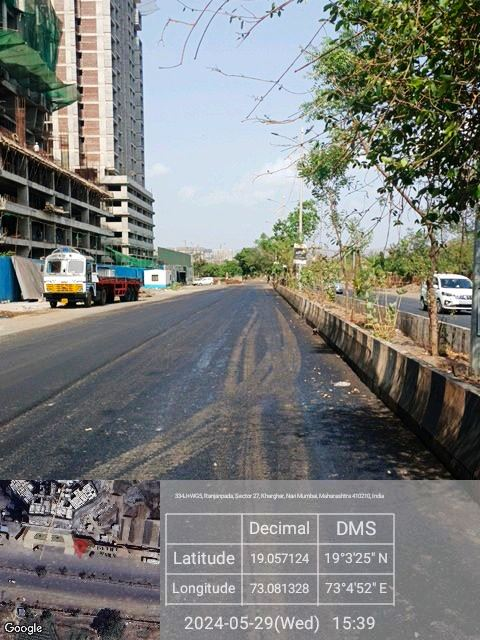 334J+WG5, Ranjanpada, Sector 27, Kharghar, Navi Mumbai, Maharashtra 410210, India
Decimal DMS
Latitude 19.057124 19°3'25" N
Longitude 73.081328 73°4'52" E
2024-05-29(Wed) 15:39
Google